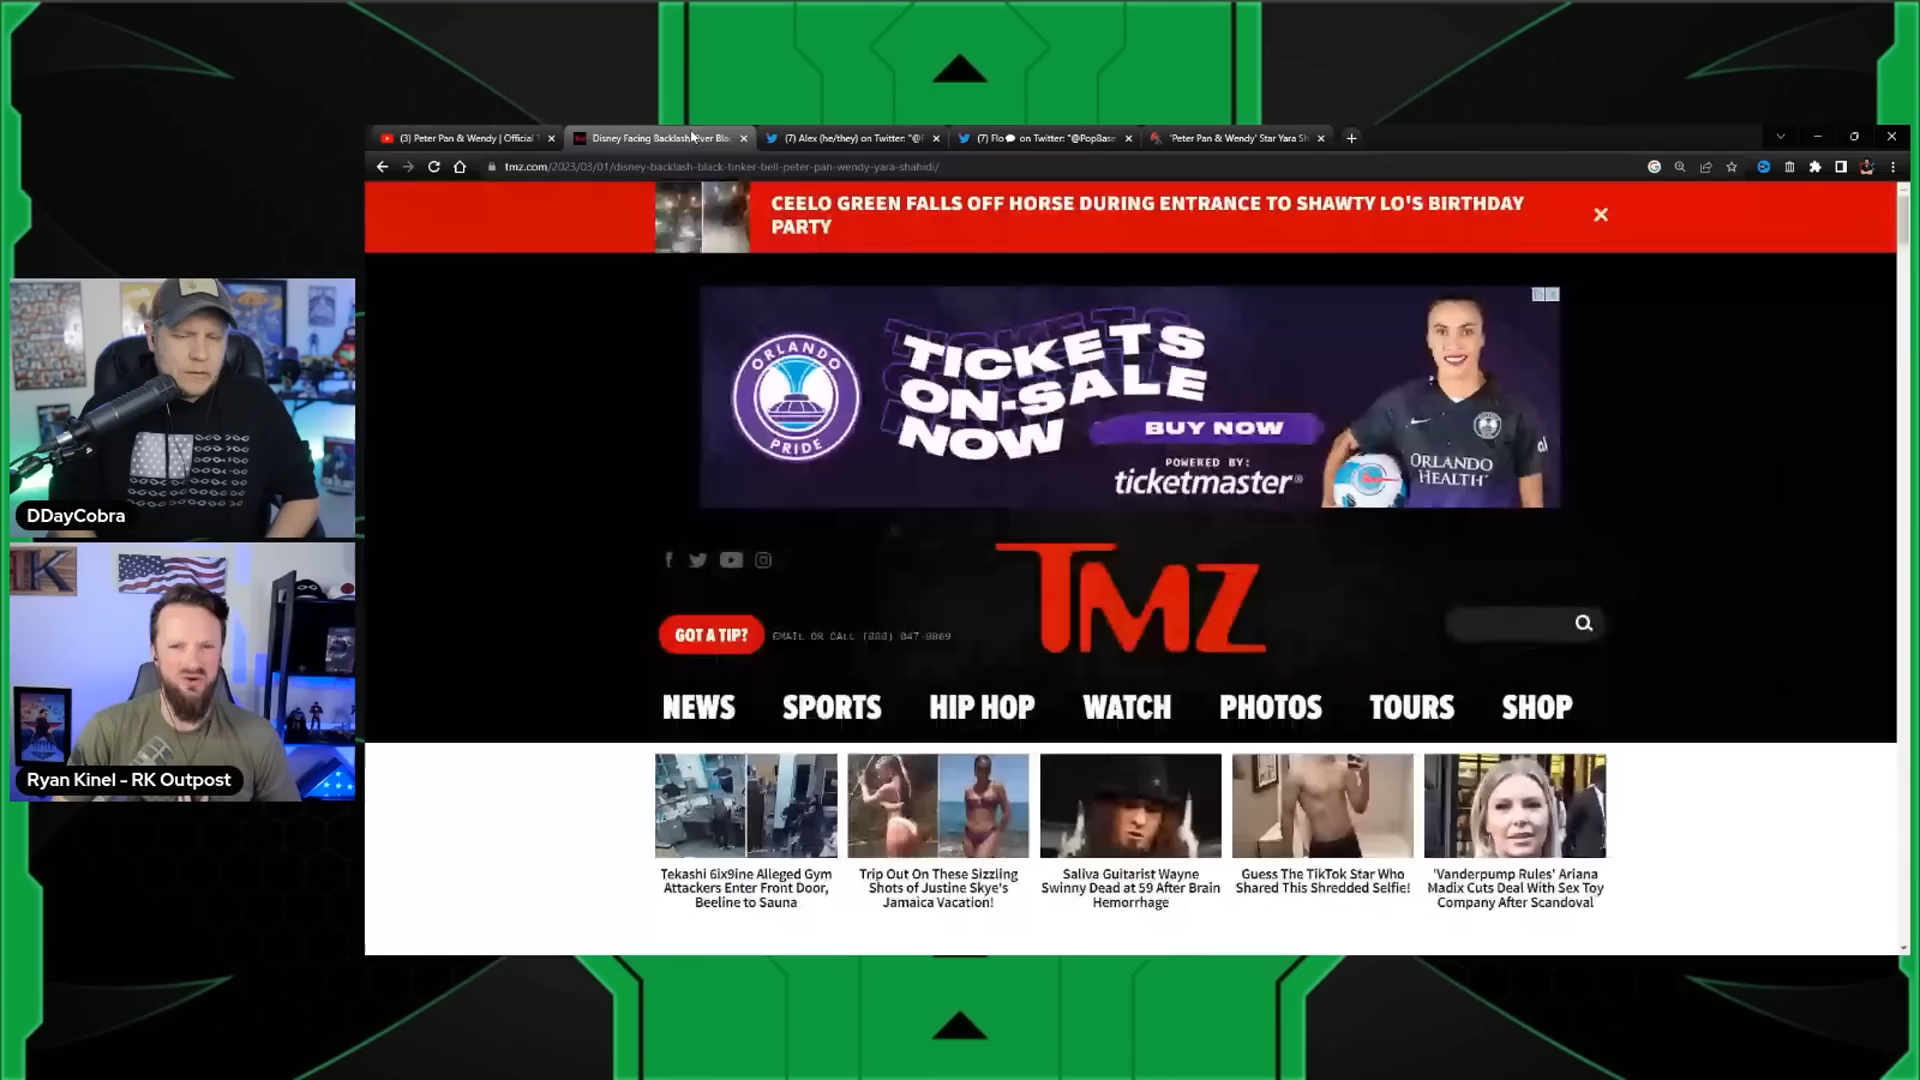 (3) Peter Pan & Wendy | Official T
Disney Facing Backlash
(7) Alex (he/they) on Twitter: "@
(7) Flo on Twitter: "@PopBase
'Peter Pan & Wendy' Star Yara Sh
tmz.com/2023/03/01/disney-backlash-black-tinker-bell-peter-pan-wendy-yara-shahidi/
CEELO GREEN FALLS OFF HORSE DURING ENTRANCE TO SHAWTY LO'S BIRTHDAY
PARTY
ORLANDO
PRIDE
TICKETS
ON-SALE
NOW
BUY NOW
POWERED BY:
ticketmaster®
ORLANDO
HEALTH
TMZ
GOT A TIP?
EMAIL OR CALL
NEWS
SPORTS
HIP HOP
WATCH
PHOTOS
TOURS
SHOP
Tekashi 6ix9ine Alleged Gym
Attackers Enter Front Door,
Beeline to Sauna
Trip Out On These Sizzling
Shots of Justine Skye's
Jamaica Vacation!
Saliva Guitarist Wayne
Swinny Dead at 59 After Brain
Hemorrhage
Guess The TikTok Star Who
Shared This Shredded Selfie!
'Vanderpump Rules' Ariana
Madix Cuts Deal With Sex Toy
Company After Scandoval
DDayCobra
K
Ryan Kinel - RK Outpost